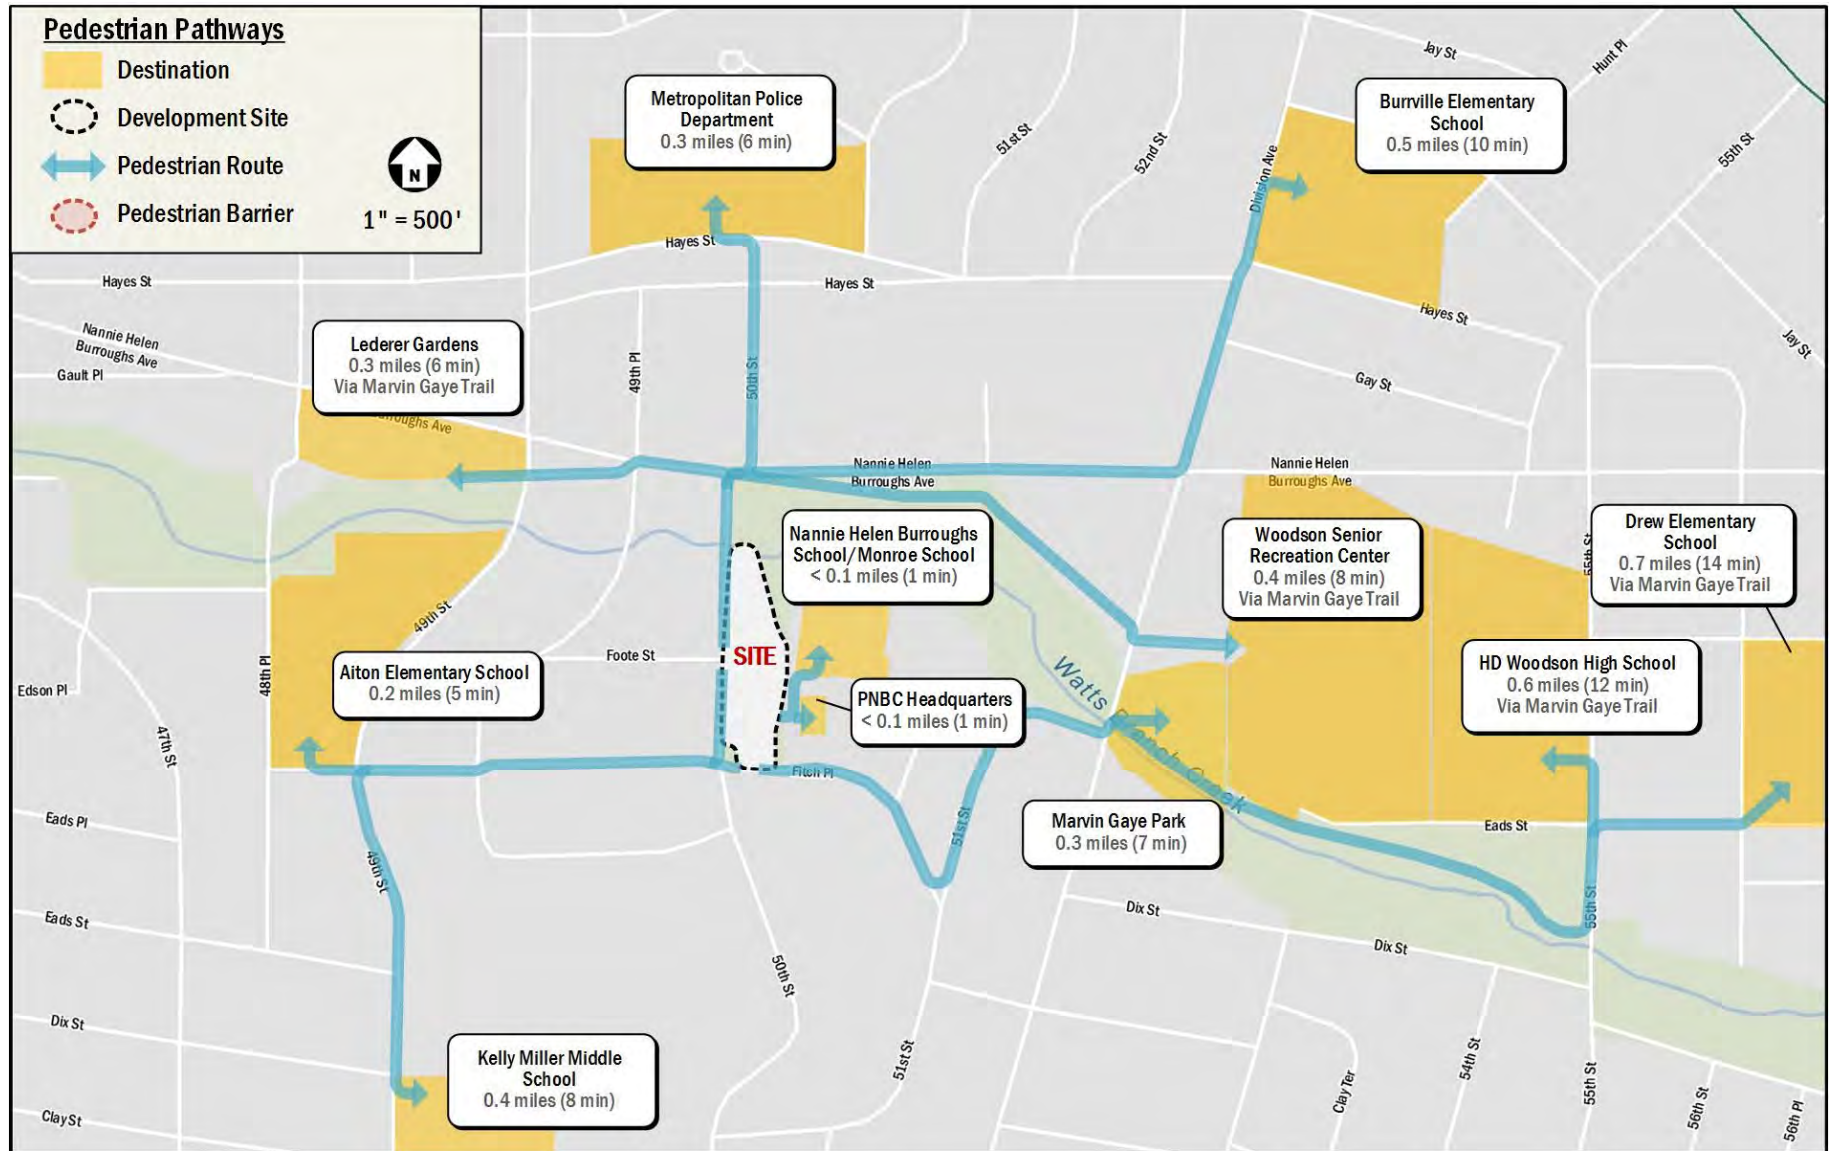 Pedestrian Pathways
Destination
Development Site
Pedestrian Route
Pedestrian Barrier
N
1" = 500'
Metropolitan Police
Department
0.3 miles (6 min)
Burrville Elementary
School
0.5 miles (10 min)
Jay St
Hunt Pl
55th St
51st St
52nd St
Division Ave
Hayes St
Hayes St
Hayes St
Hayes St
Nannie Helen
Burroughs Ave
Gault Pl
Lederer Gardens
0.3 miles (6 min)
Via Marvin Gaye Trail
Burroughs Ave
49th Pl
50th St
Gay St
Jay St
Nannie Helen
Burroughs Ave
Nannie Helen
Burroughs Ave
Nannie Helen Burroughs
School/Monroe School
< 0.1 miles (1 min)
Woodson Senior
Recreation Center
0.4 miles (8 min)
Via Marvin Gaye Trail
55th St
Drew Elementary
School
0.7 miles (14 min)
Via Marvin Gaye Trail
49th St
Foote St
SITE
48th Pl
Edson Pl
Aiton Elementary School
0.2 miles (5 min)
PNBC Headquarters
< 0.1 miles (1 min)
Watts Branch Creek
HD Woodson High School
0.6 miles (12 min)
Via Marvin Gaye Trail
47th St
Fitch Pl
51st St
Marvin Gaye Park
0.3 miles (7 min)
Eads St
Eads Pl
49th St
Eads St
55th St
Dix St
Dix St
50th St
Dix St
Kelly Miller Middle
School
0.4 miles (8 min)
51st St
Clay Ter
54th St
55th St
56th St
56th Pl
Clay St